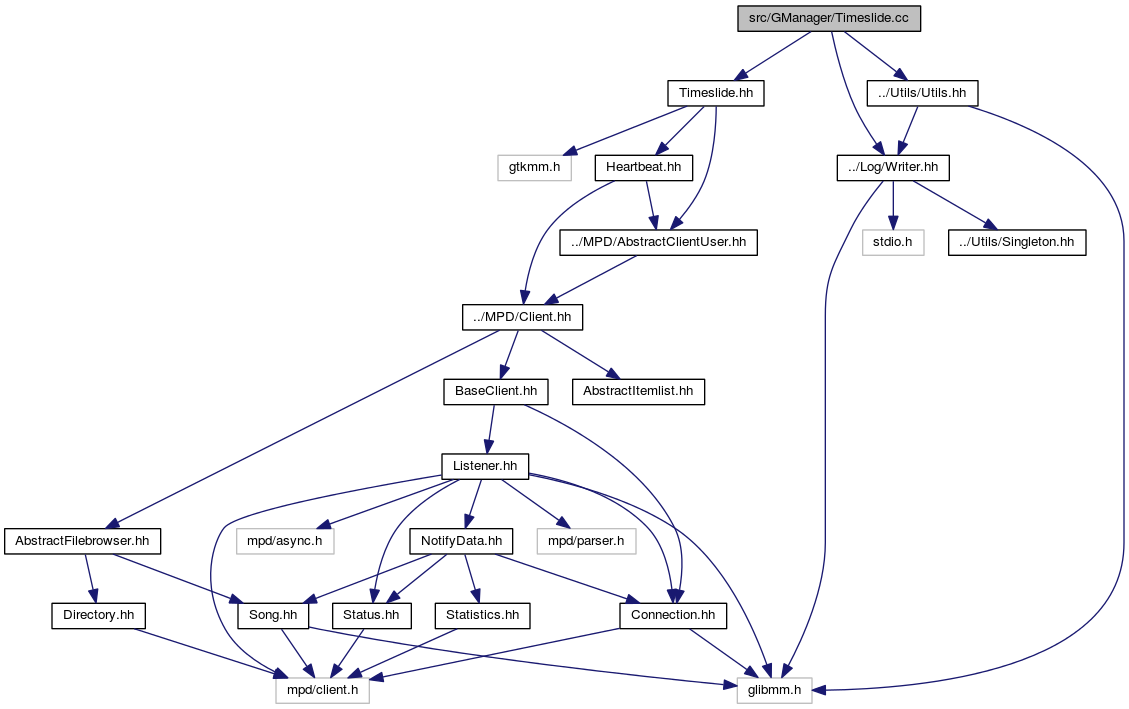 src/GManager/Timeslide.cc
Timeslide.hh
../Utils/Utils.hh
gtkmm.h
Heartbeat.hh
../Log/Writer.hh
../MPD/AbstractClientUser.hh
stdio.h
../Utils/Singleton.hh
../MPD/Client.hh
BaseClient.hh
AbstractItemlist.hh
Listener.hh
AbstractFilebrowser.hh
mpd/async.h
NotifyData.hh
mpd/parser.h
Directory.hh
Song.hh
Status.hh
Statistics.hh
Connection.hh
mpd/client.h
glibmm.h